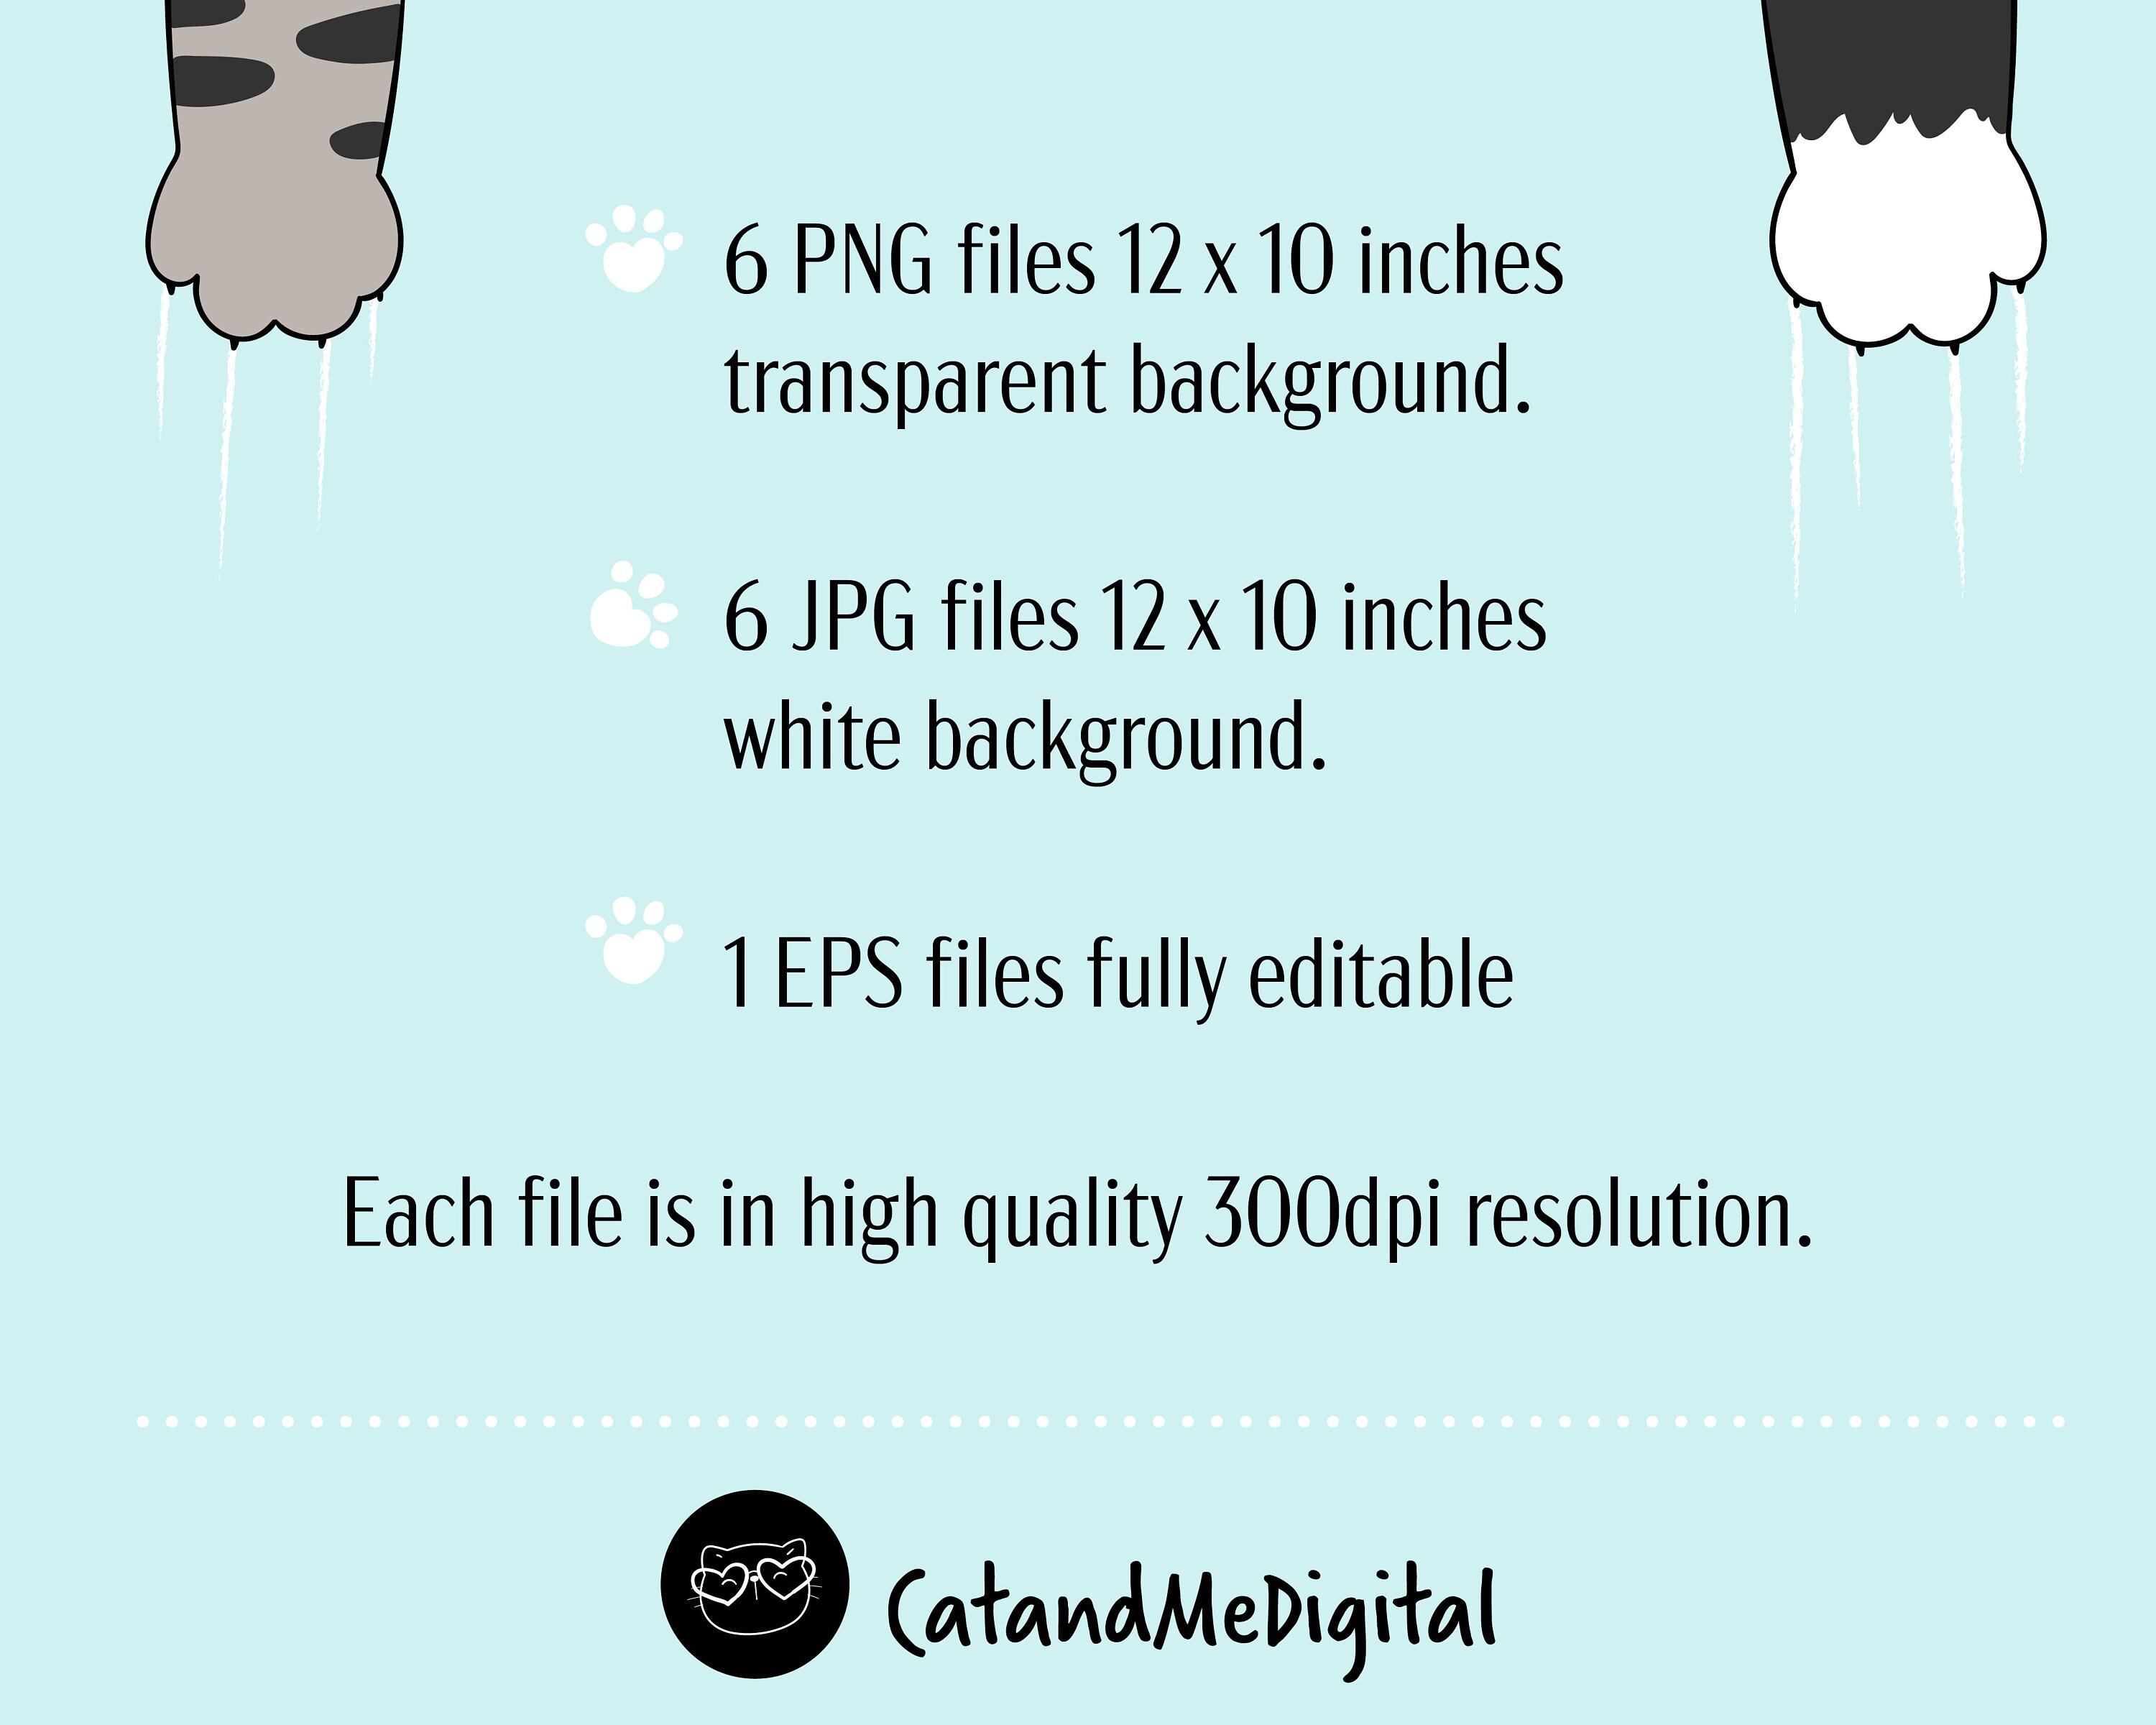 6 PNG files 12 x 10 inches
transparent background.
6 JPG files 12 x 10 inches
white background.
1 EPS files fully editable
Each file is in high quality 300dpi resolution.
CatandMeDigital